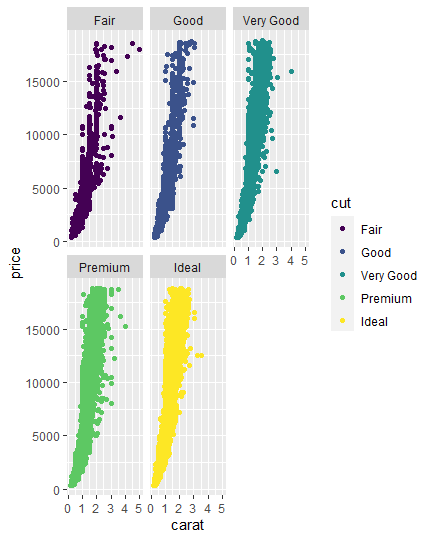 Fair Good Very Good
15000
10000
5000
0
0 1 2 3 4 5
price
cut
Fair
Good
Very Good
Premium
Ideal
Premium Ideal
15000
10000
5000
0
0 1 2 3 4 5 0 1 2 3 4 5
carat